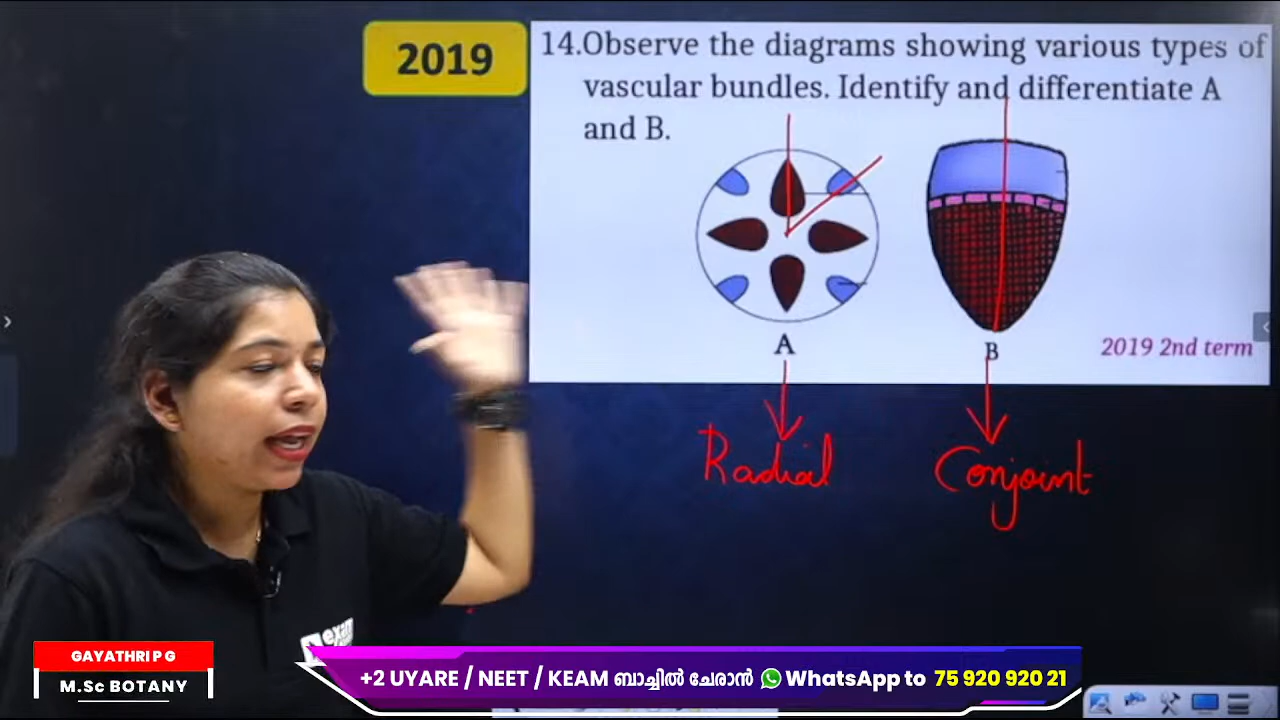 2019
14.Observe the diagrams showing various types of
vascular bundles. Identify and differentiate A
and B.
A
B
2019 2nd term
Radial
Conjoint
exam
GAYATHRI P G
M.Sc BOTANY
+2 UYARE / NEET / KEAM ബാച്ചിൽ ചേരാൻ WhatsApp to 75 920 920 21